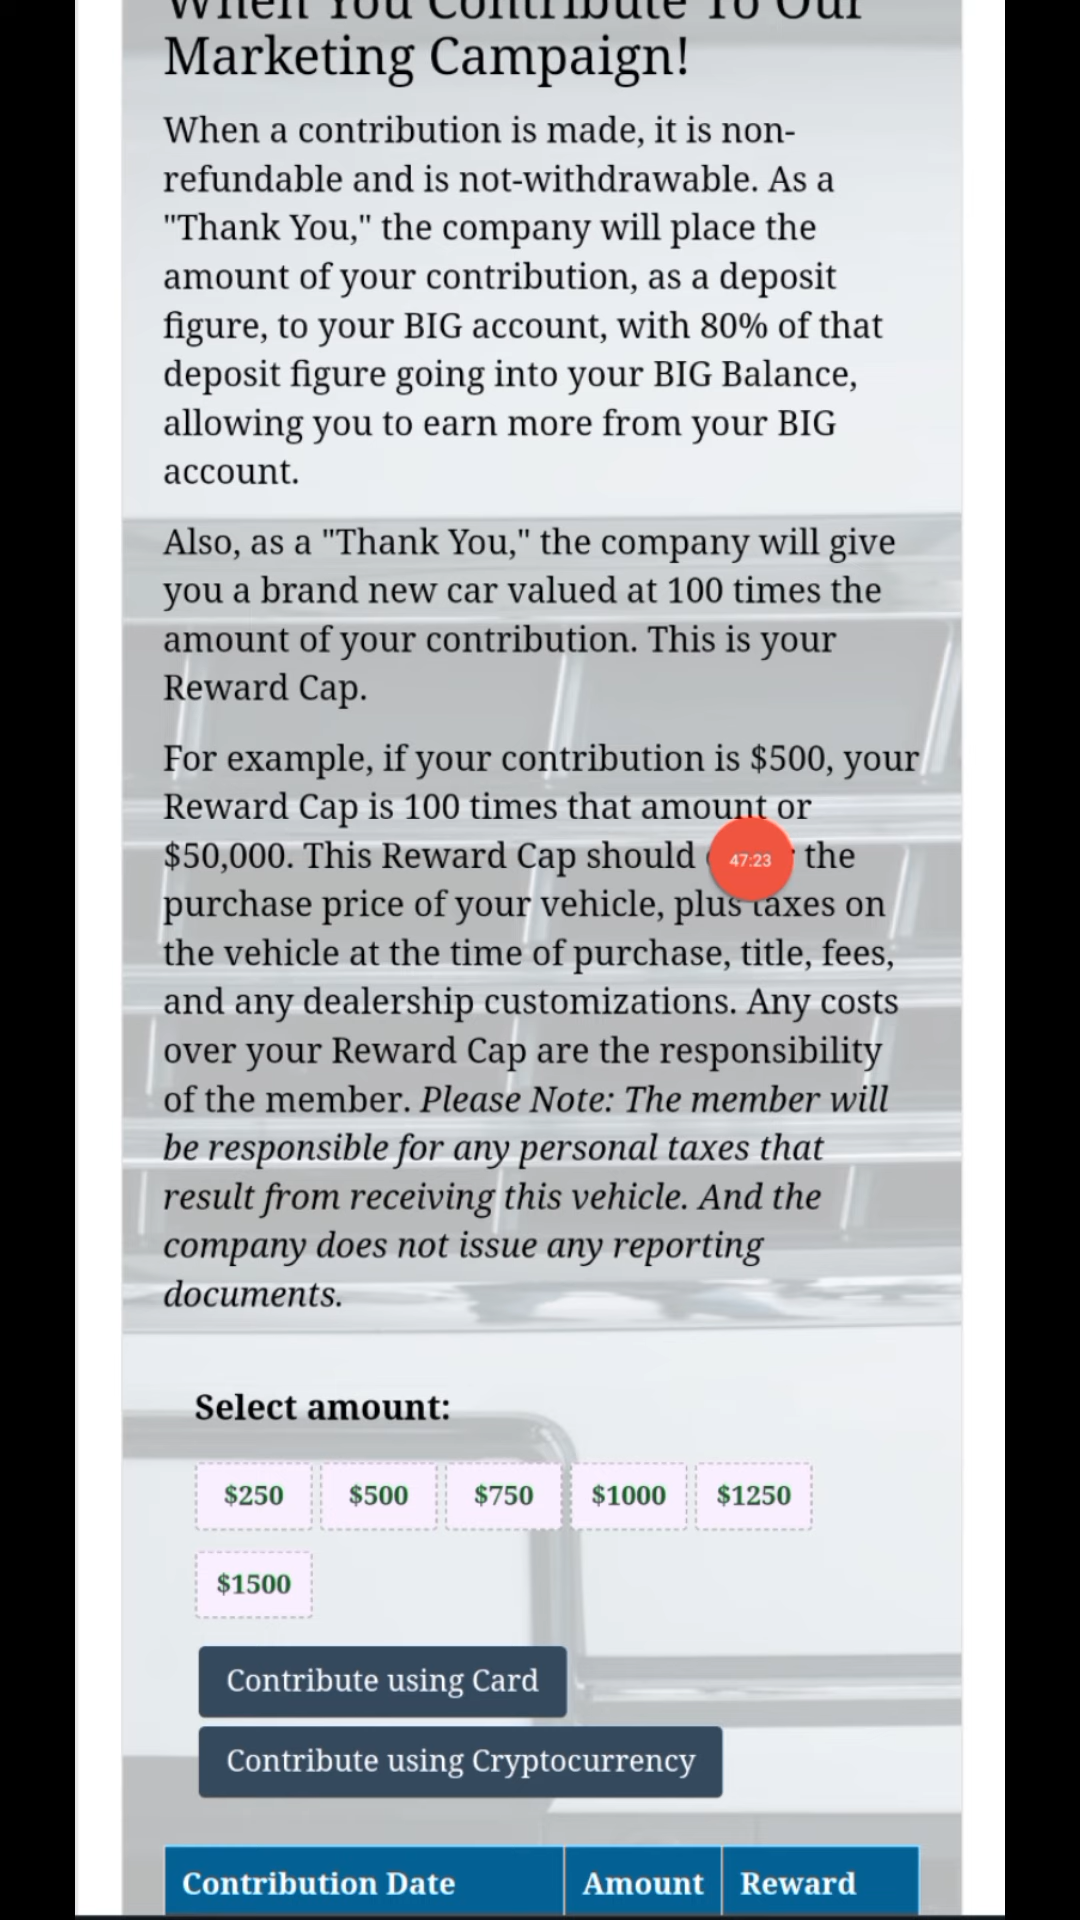 When You Contribute To Our
Marketing Campaign!
When a contribution is made, it is non-
refundable and is not-withdrawable. As a
"Thank You," the company will place the
amount of your contribution, as a deposit
figure, to your BIG account, with 80% of that
deposit figure going into your BIG Balance,
allowing you to earn more from your BIG
account.
Also, as a "Thank You," the company will give
you a brand new car valued at 100 times the
amount of your contribution. This is your
Reward Cap.
For example, if your contribution is $500, your
Reward Cap is 100 times that amount or
$50,000. This Reward Cap should the
47:23
purchase price of your vehicle, plus taxes on
the vehicle at the time of purchase, title, fees,
and any dealership customizations. Any costs
over your Reward Cap are the responsibility
of the member. Please Note: The member will
be responsible for any personal taxes that
result from receiving this vehicle. And the
company does not issue any reporting
documents.
Select amount:
$250 $500 $750 $1000 $1250
$1500
Contribute using Card
Contribute using Cryptocurrency
Contribution Date Amount Reward